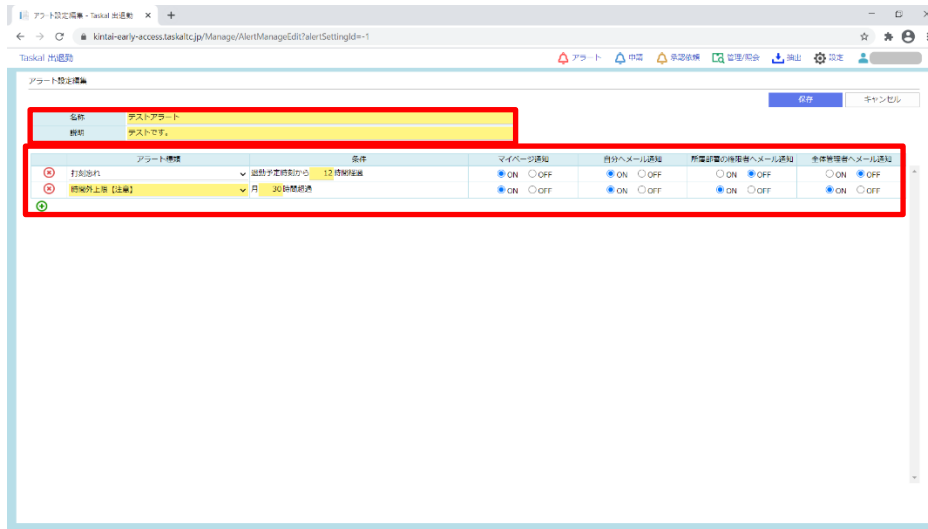 アラート設定編集 - Taskal 出退勤
kintai-early-access.taskaltc.jp/Manage/AlertManageEdit?alertSettingId=-1
Taskal 出退勤 アラート 申請 承認依頼 管理/照会 抽出 設定
アラート設定編集
保存 キャンセル
名称 テストアラート
説明 テストです。
アラート種類 条件 マイページ通知 自分へメール通知 所属部署の権限者へメール通知 全体管理者へメール通知
打刻忘れ 退勤予定時刻から 12 時間経過 ON OFF ON OFF ON OFF ON OFF
時間外上限【注意】 月 30 時間超過 ON OFF ON OFF ON OFF ON OFF